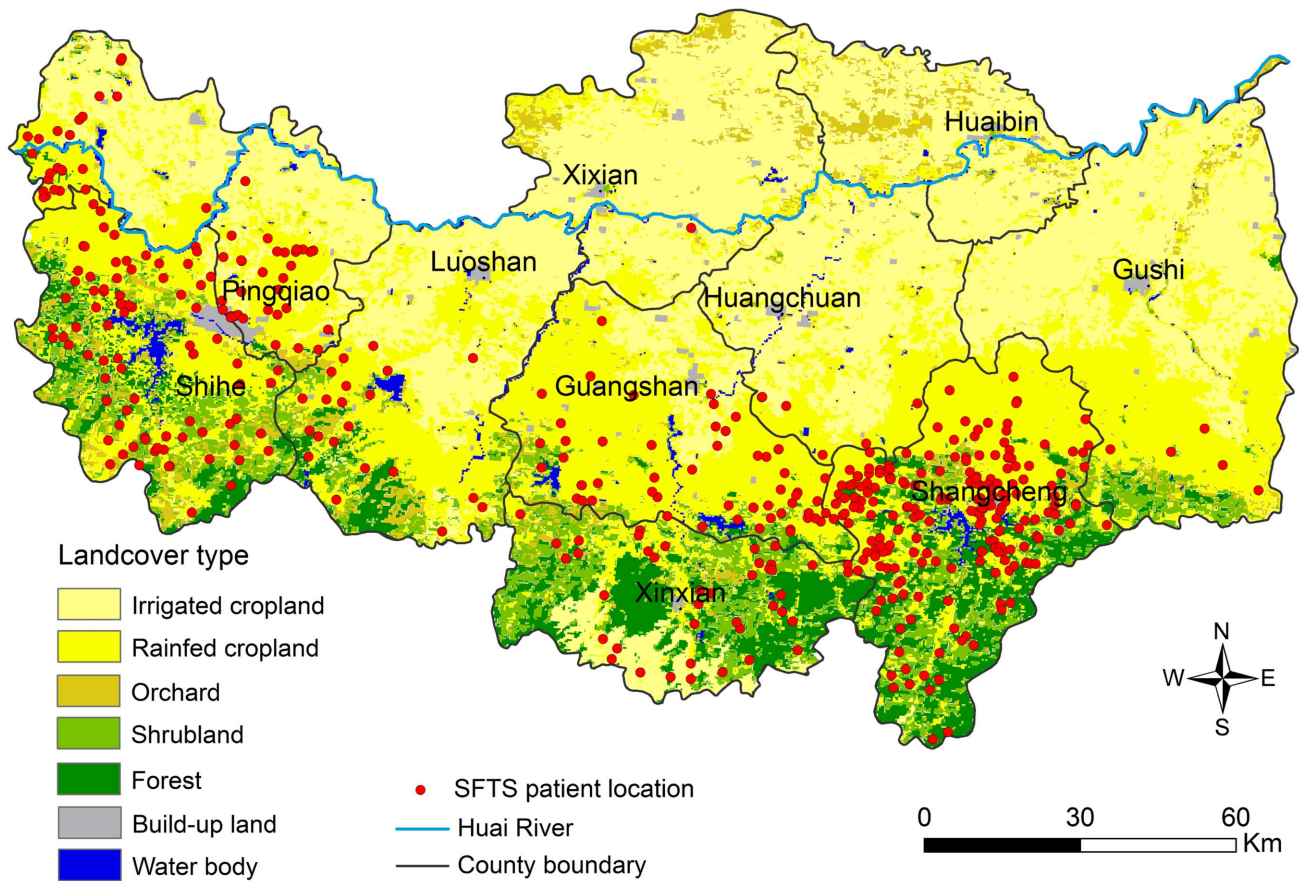 Huaibin
Xixian
Luoshan
Gushi
Pingqiao
Huangchuan
Shihe
Guangshan
Shangcheng
Xinxian
Landcover type
Irrigated cropland
Rainfed cropland
Orchard
Shrubland
Forest
Build-up land
Water body
SFTS patient location
Huai River
County boundary
N
W E
S
0 30 60
Km